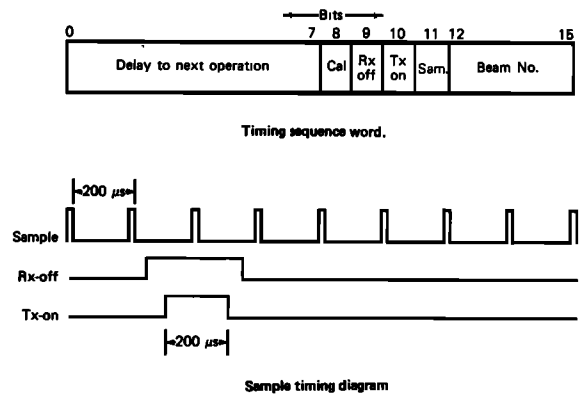 Bits
0 7 8 9 10 11 12 15
Delay to next operation Cal Rx off Tx on Sam. Beam No.
Timing sequence word.
200 µs
Sample
Rx-off
Tx-on
200 µs
Sample timing diagram